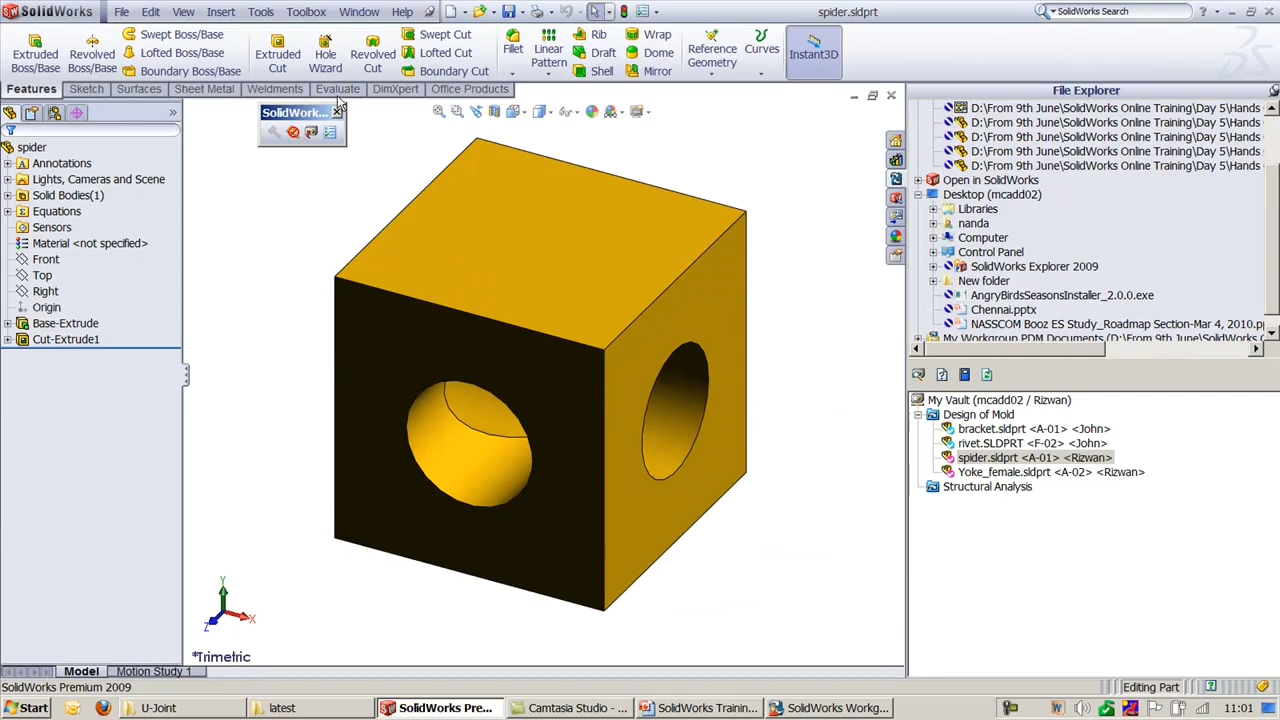 SolidWorks File Edit View Insert Tools Toolbox Window Help spider.sldprt SolidWorks Search
Extruded Boss/Base
Revolved Boss/Base
Swept Boss/Base
Lofted Boss/Base
Boundary Boss/Base
Extruded Cut
Hole Wizard
Revolved Cut
Swept Cut
Lofted Cut
Boundary Cut
Fillet
Linear Pattern
Rib
Draft
Shell
Wrap
Dome
Mirror
Reference Geometry
Curves
Instant3D
Features Sketch Surfaces Sheet Metal Weldments Evaluate DimXpert Office Products
SolidWork...
spider
Annotations
Lights, Cameras and Scene
Solid Bodies(1)
Equations
Sensors
Material <not specified>
Front
Top
Right
Origin
Base-Extrude
Cut-Extrude1
Y
X
Z
*Trimetric
File Explorer
D:\From 9th June\SolidWorks Online Training\Day 5\Hands
D:\From 9th June\SolidWorks Online Training\Day 5\Hands
D:\From 9th June\SolidWorks Online Training\Day 5\Hands
D:\From 9th June\SolidWorks Online Training\Day 5\Hands
D:\From 9th June\SolidWorks Online Training\Day 5\Hands
Open in SolidWorks
Desktop (mcadd02)
Libraries
nanda
Computer
Control Panel
SolidWorks Explorer 2009
New folder
AngryBirdsSeasonsInstaller_2.0.0.exe
Chennai.pptx
NASSCOM Booz ES Study_Roadmap Section-Mar 4, 2010.pp
My Workgroup PDM Documents (D:\From 9th June\SolidW
My Vault (mcadd02 / Rizwan)
Design of Mold
bracket.sldprt <A-01> <John>
rivet.SLDPRT <F-02> <John>
spider.sldprt <A-01> <Rizwan>
Yoke_female.sldprt <A-02> <Rizwan>
Structural Analysis
Model Motion Study 1
SolidWorks Premium 2009 Editing Part
Start U-Joint latest SolidWorks Pre... Camtasia Studio - ... SolidWorks Trainin... SolidWorks Workg... 11:01